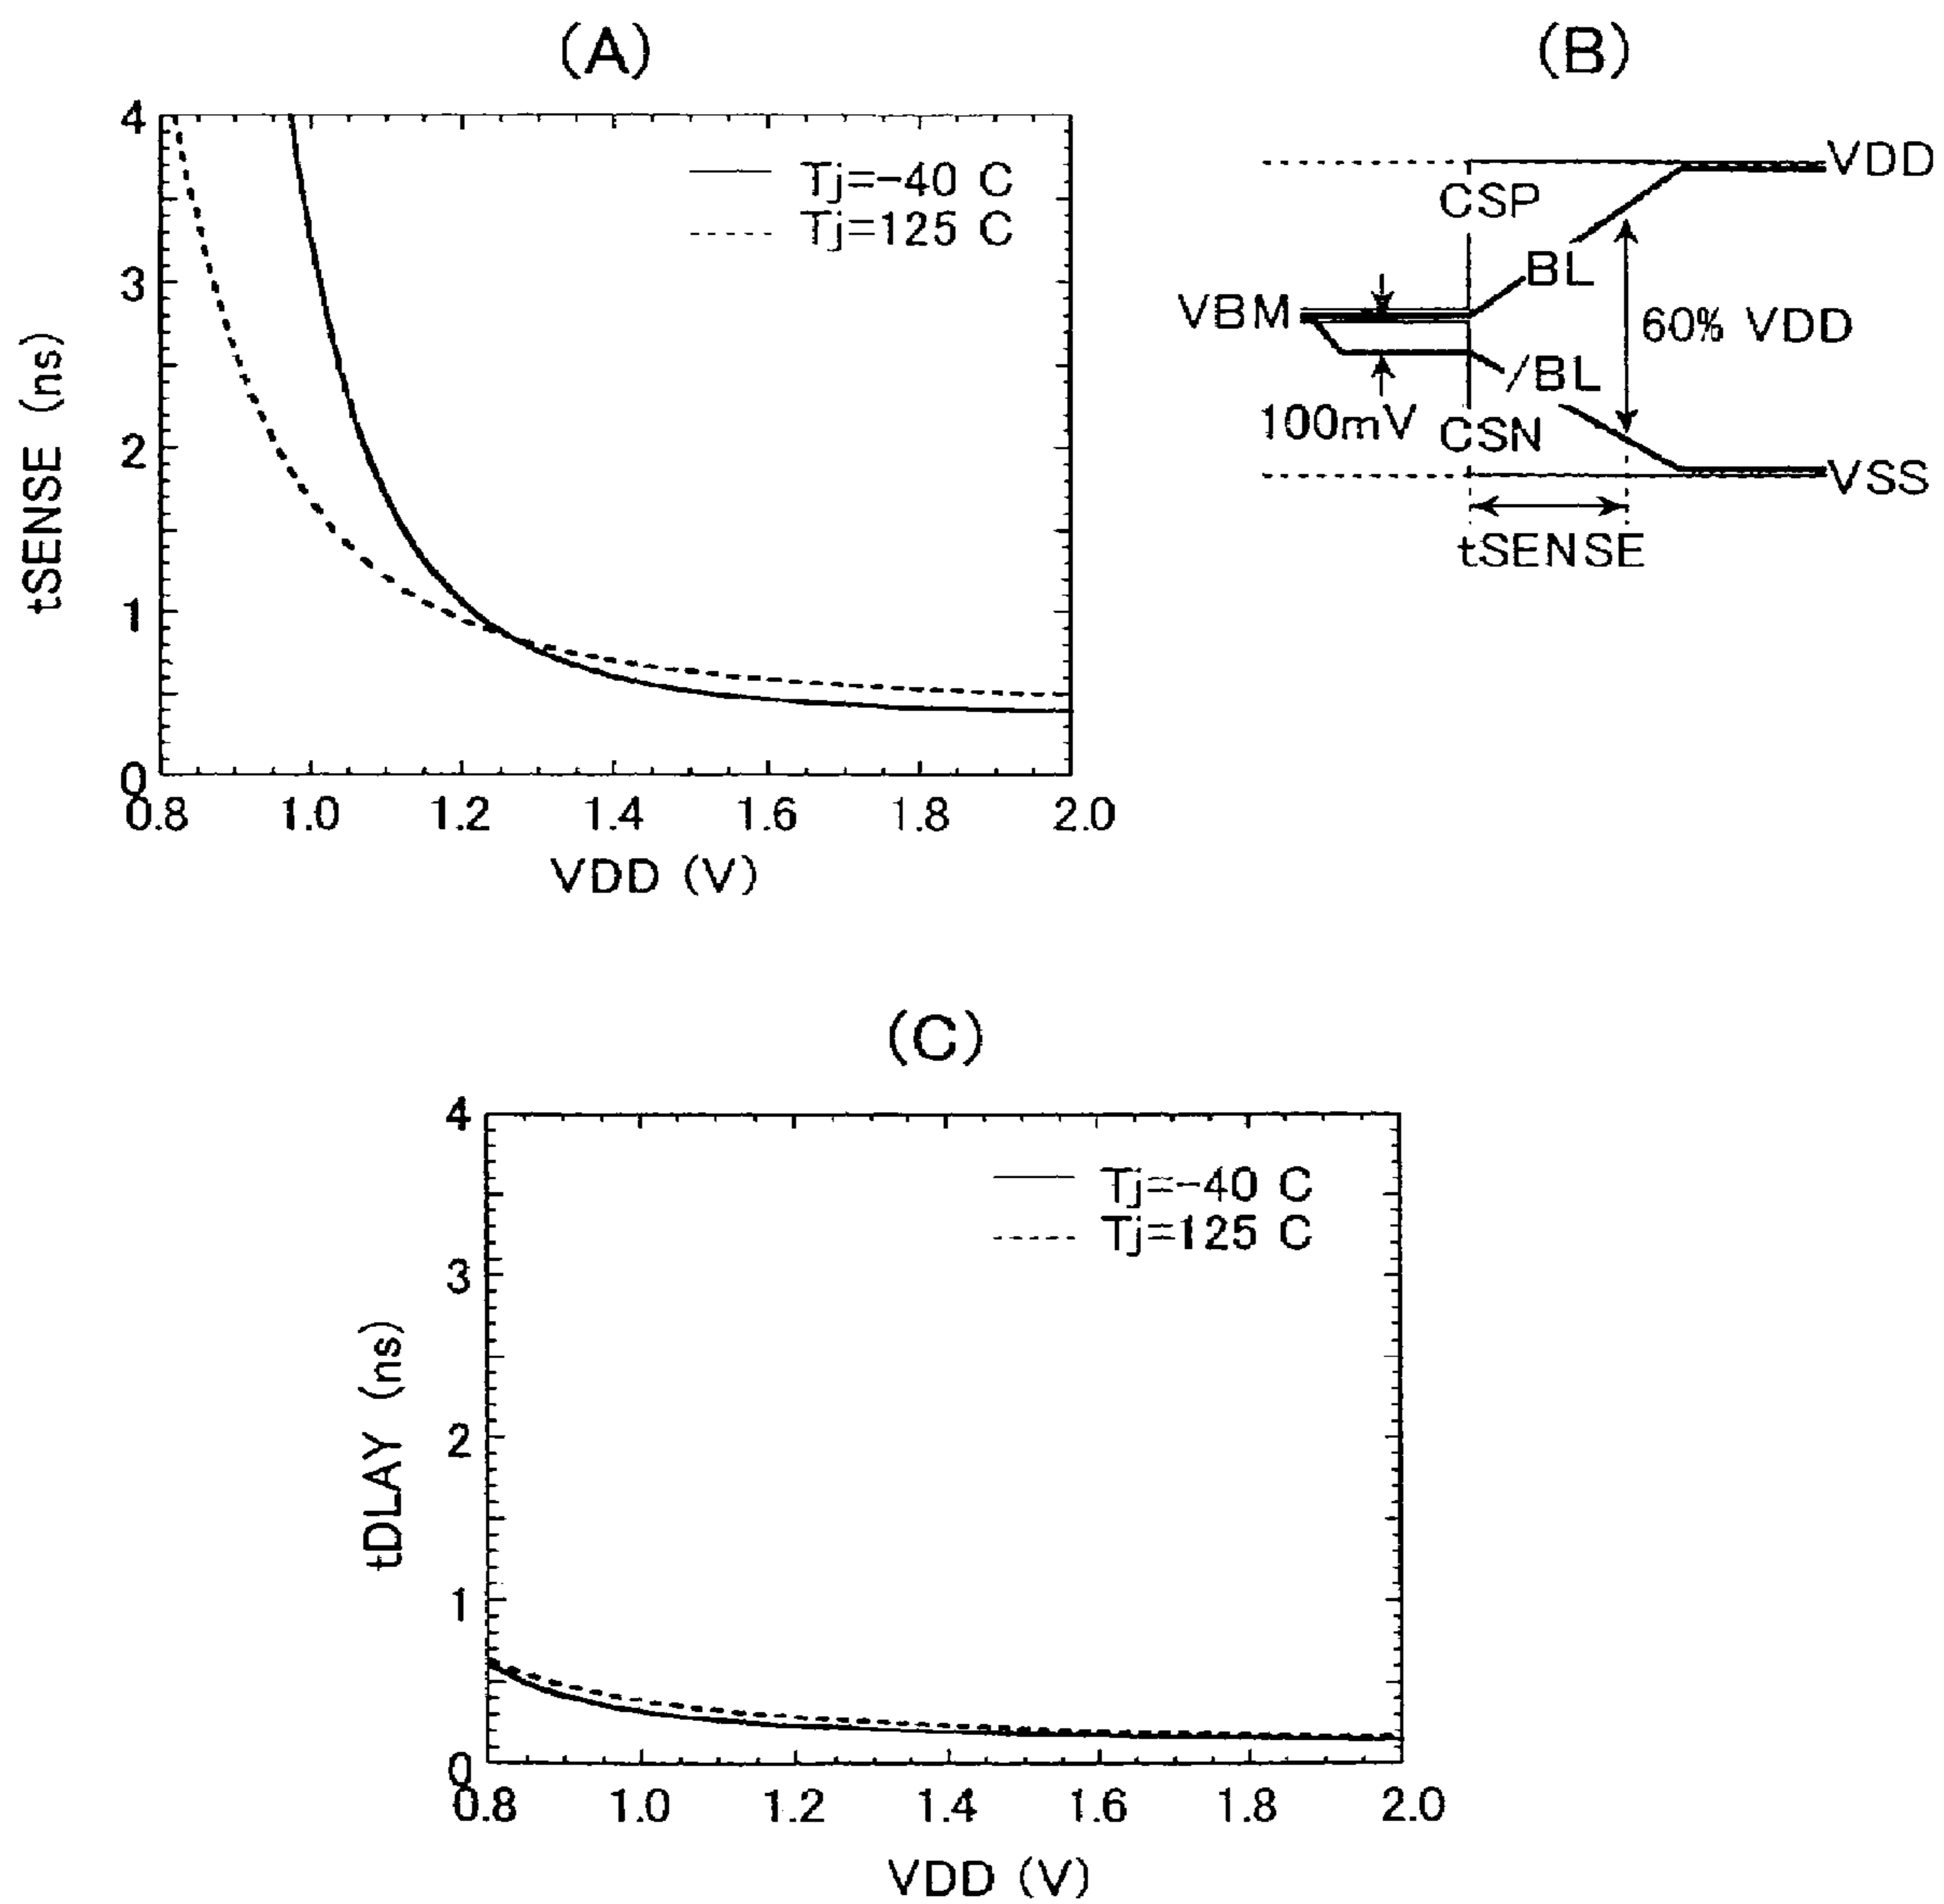 (A)
4
3
2
1
0
tSENSE (ns)
Tj=-40 C
Tj=125 C
0.8 1.0 1.2 1.4 1.6 1.8 2.0
VDD (V)
(B)
VDD
CSP
BL
VBM
60% VDD
/BL
100mV
CSN
VSS
tSENSE
(C)
4
3
2
1
0
tDLAY (ns)
Tj=-40 C
Tj=125 C
0.8 1.0 1.2 1.4 1.6 1.8 2.0
VDD (V)